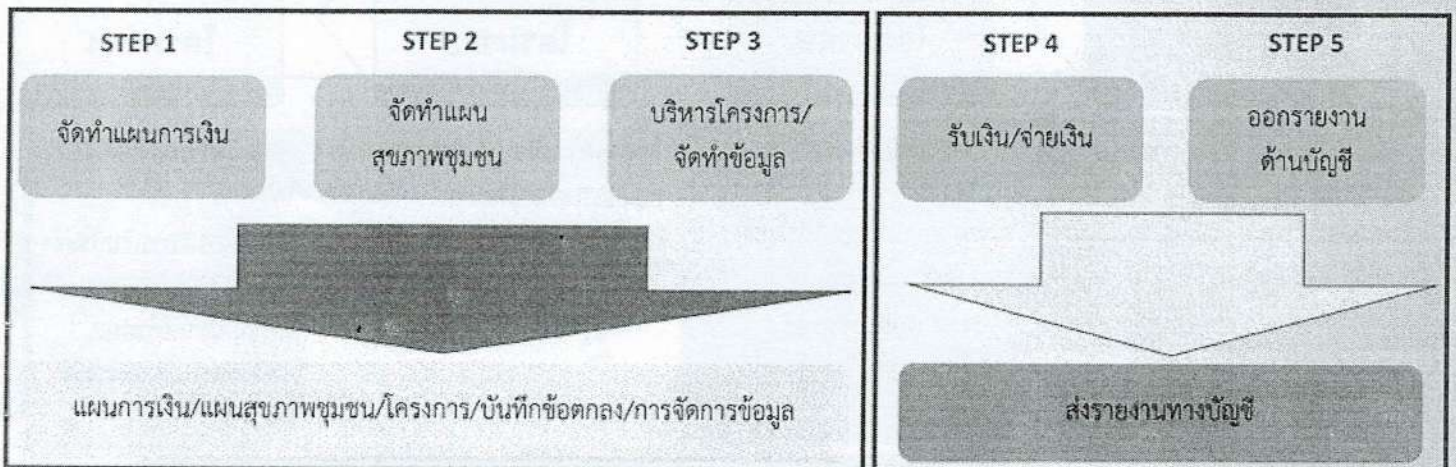 STEP 1
STEP 2
STEP 3
จัดทำแผนการเงิน
จัดทำแผน
สุขภาพชุมชน
บริหารโครงการ/
จัดทำข้อมูล
แผนการเงิน/แผนสุขภาพชุมชน/โครงการ/บันทึกข้อตกลง/การจัดการข้อมูล
STEP 4
STEP 5
รับเงิน/จ่ายเงิน
ออกรายงาน
ด้านบัญชี
ส่งรายงานทางบัญชี